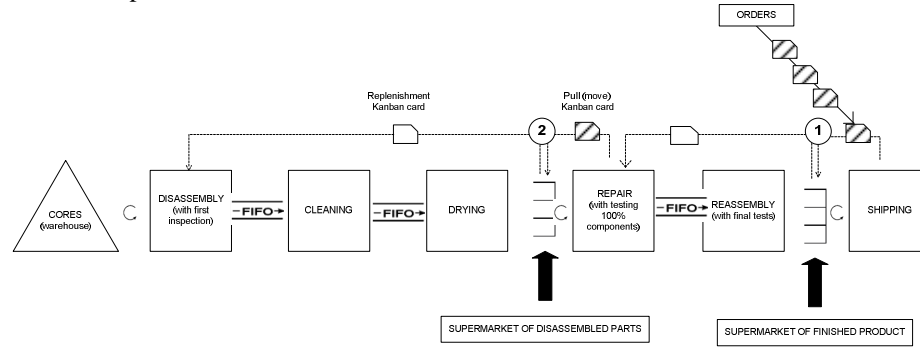 ORDERS
Replenishment
Kanban card
Pull (move)
Kanban card
2
1
CORES
(warehouse)
DISASSEMBLY
(with first
inspection)
FIFO
CLEANING
FIFO
DRYING
REPAIR
(with testing
100%
components)
FIFO
REASSEMBLY
(with final tests)
SHIPPING
SUPERMARKET OF DISASSEMBLED PARTS
SUPERMARKET OF FINISHED PRODUCT